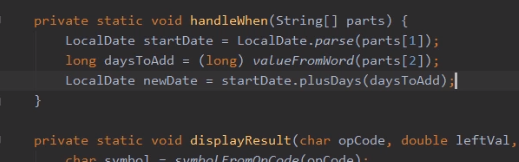 private static void handleWhen(String[] parts) {
LocalDate startDate = LocalDate.parse(parts[1]);
long daysToAdd = (long) valueFromWord(parts[2]);
LocalDate newDate = startDate.plusDays(daysToAdd);
}
private static void displayResult(char opCode, double leftVal,
char symbol = symbolFromOpCode(opCode);